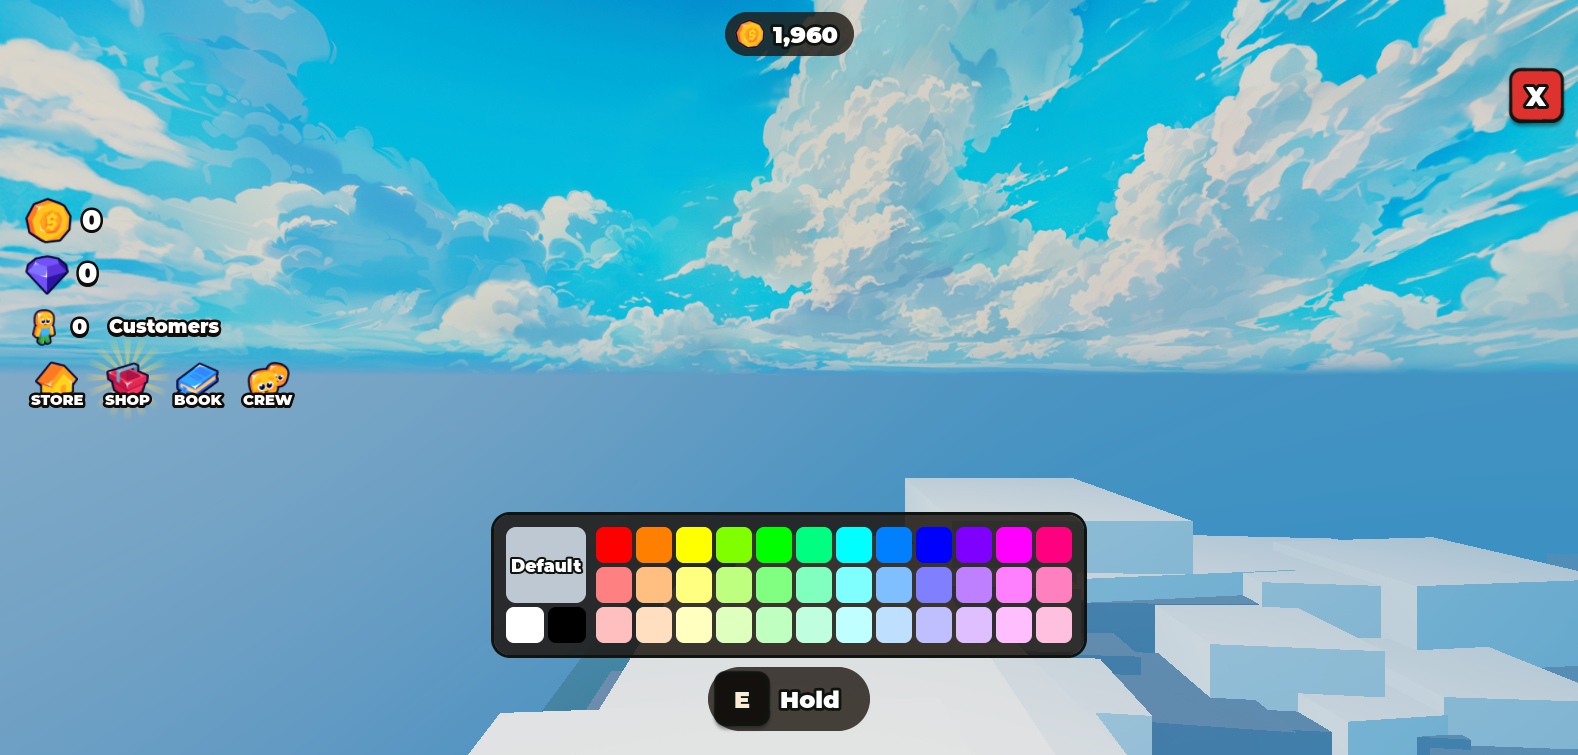 1,960
X
0
0
0 Customers
STORE SHOP BOOK CREW
Default
E Hold